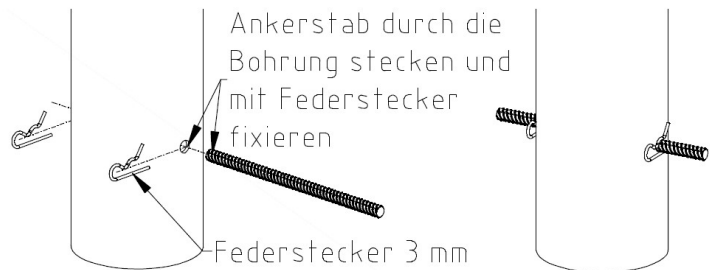 Ankerstab durch die
Bohrung stecken und
mit Federstecker
fixieren
Federstecker 3 mm